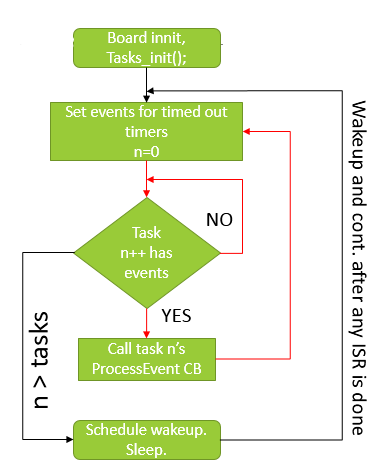 Board innit,
Tasks_init();
Set events for timed out
timers
n=0
NO
Task
n++ has
events
YES
Call task n's
ProcessEvent CB
n > tasks
Schedule wakeup.
Sleep.
Wakeup and cont. after any ISR is done